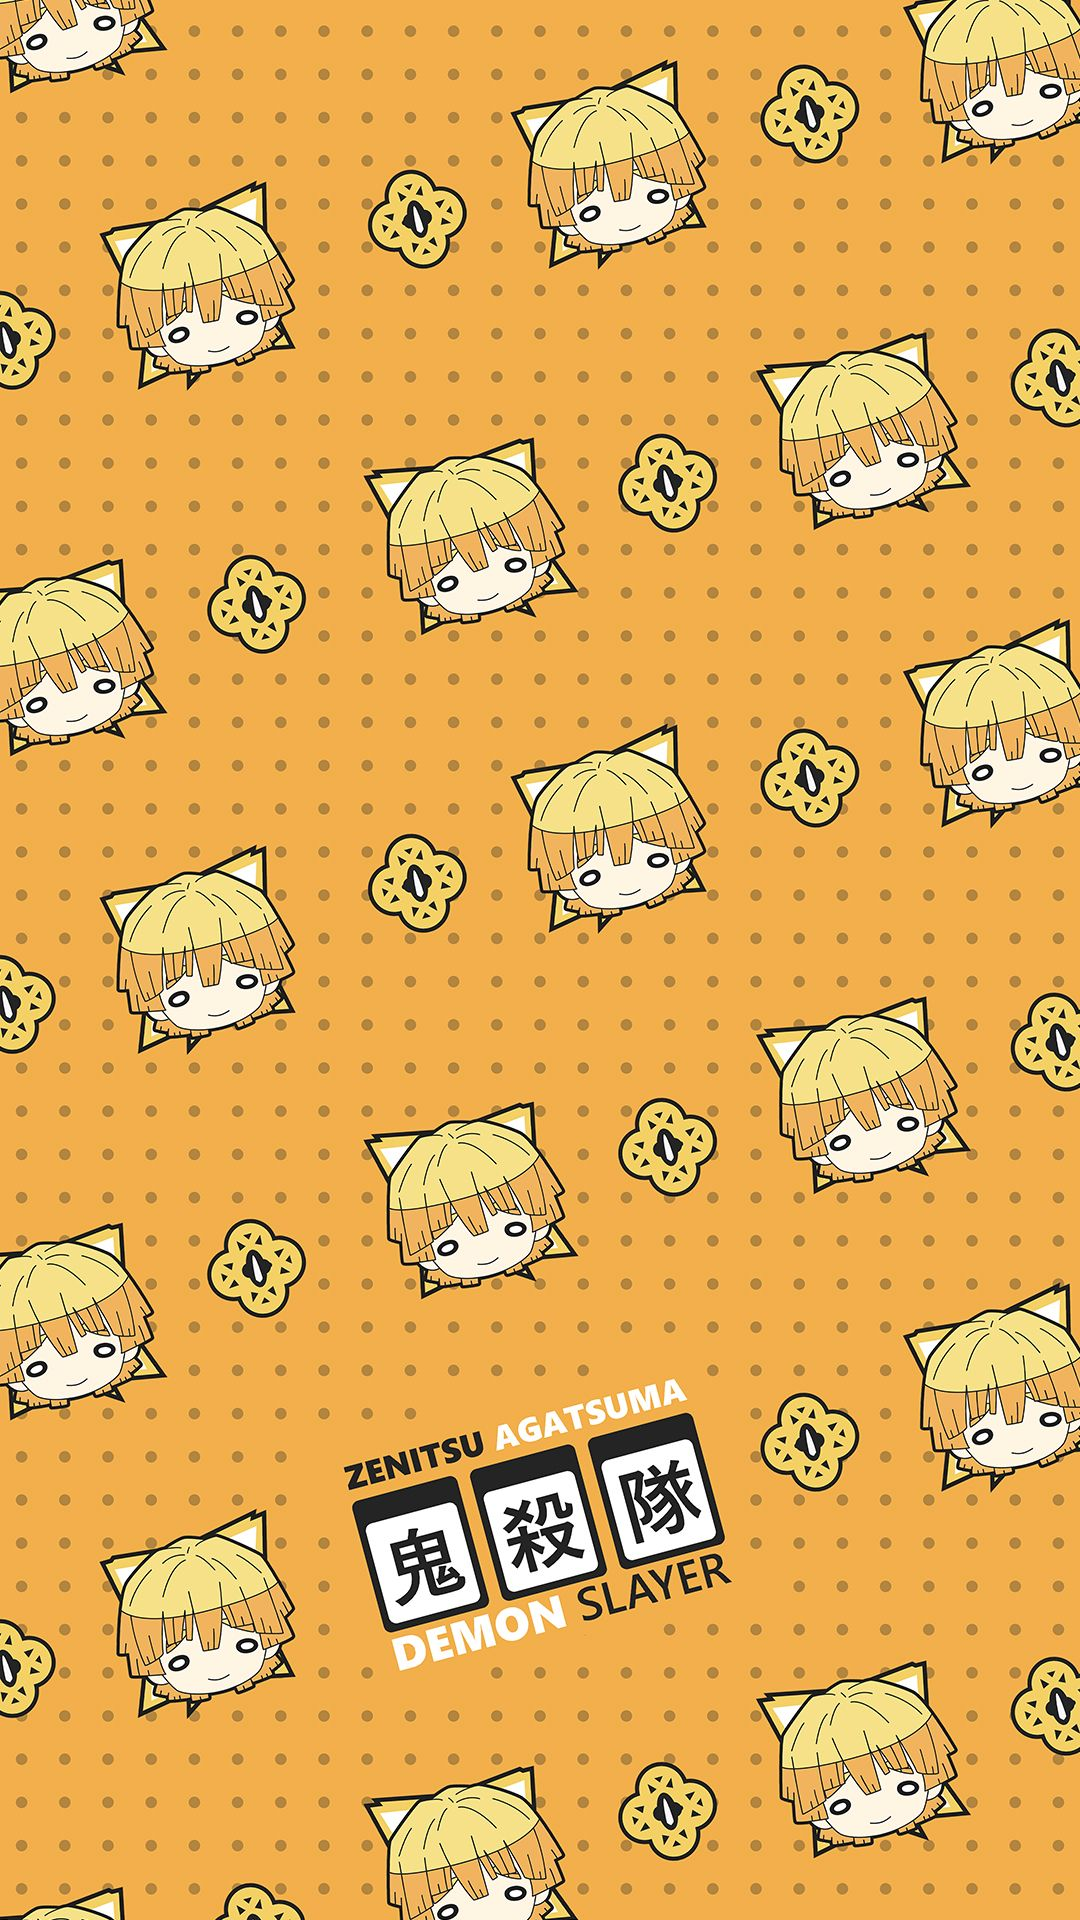 ZENITSU AGATSUMA
鬼殺隊
DEMON SLAYER